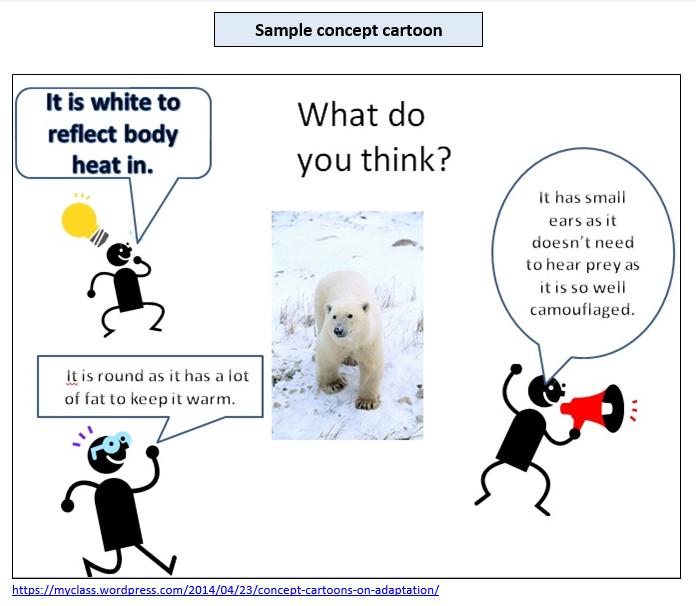 Sample concept cartoon
It is white to
reflect body
heat in.
What do
you think?
It has small
ears as it
doesn't need
to hear prey as
it is so well
camouflaged.
It is round as it has a lot
of fat to keep it warm.
https://myclass.wordpress.com/2014/04/23/concept-cartoons-on-adaptation/